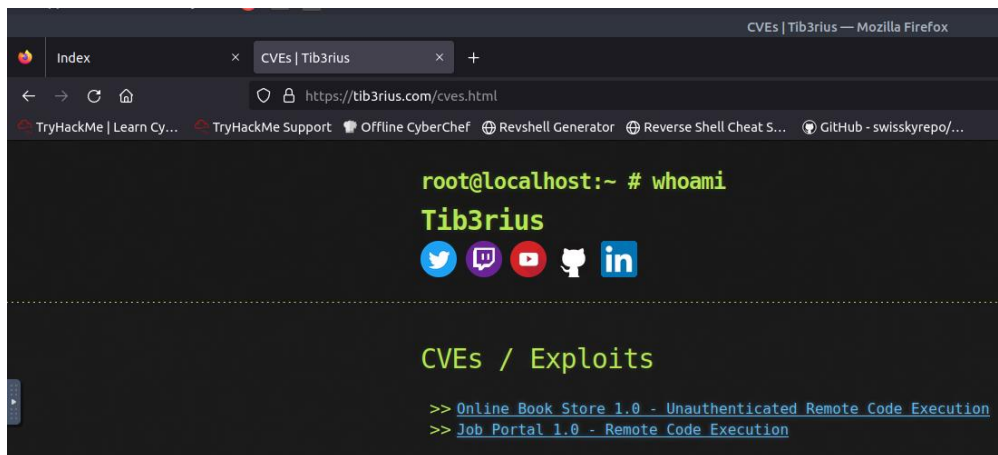 CVEs | Tib3rius — Mozilla Firefox
Index × CVEs | Tib3rius × +
https://tib3rius.com/cves.html
TryHackMe | Learn Cy... TryHackMe Support Offline CyberChef Revshell Generator Reverse Shell Cheat S... GitHub - swisskyrepo/...
root@localhost:~ # whoami
Tib3rius
in
CVEs / Exploits
>> Online Book Store 1.0 - Unauthenticated Remote Code Execution
>> Job Portal 1.0 - Remote Code Execution